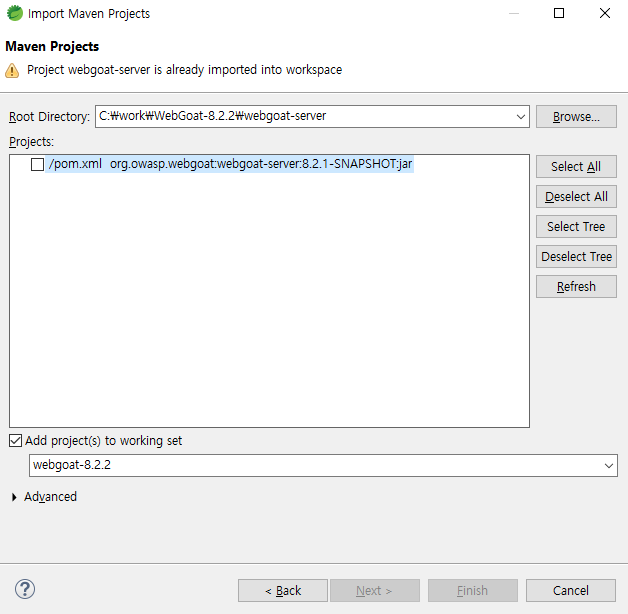 Import Maven Projects
Maven Projects
Project webgoat-server is already imported into workspace
Root Directory: C:₩work₩WebGoat-8.2.2₩webgoat-server Browse...
Projects:
/pom.xml org.owasp.webgoat:webgoat-server:8.2.1-SNAPSHOT:jar
Select All
Deselect All
Select Tree
Deselect Tree
Refresh
Add project(s) to working set
webgoat-8.2.2
Advanced
? < Back Next > Finish Cancel